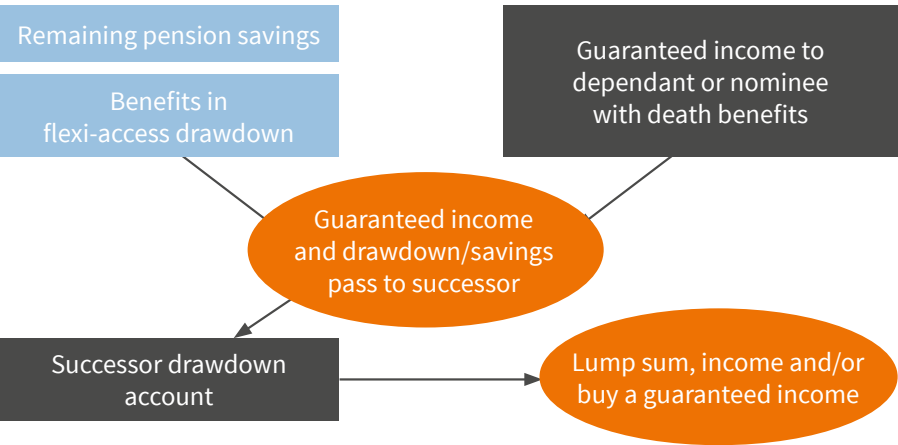 Remaining pension savings
Benefits in
flexi-access drawdown
Guaranteed income to
dependant or nominee
with death benefits
Guaranteed income
and drawdown/savings
pass to successor
Successor drawdown
account
Lump sum, income and/or
buy a guaranteed income